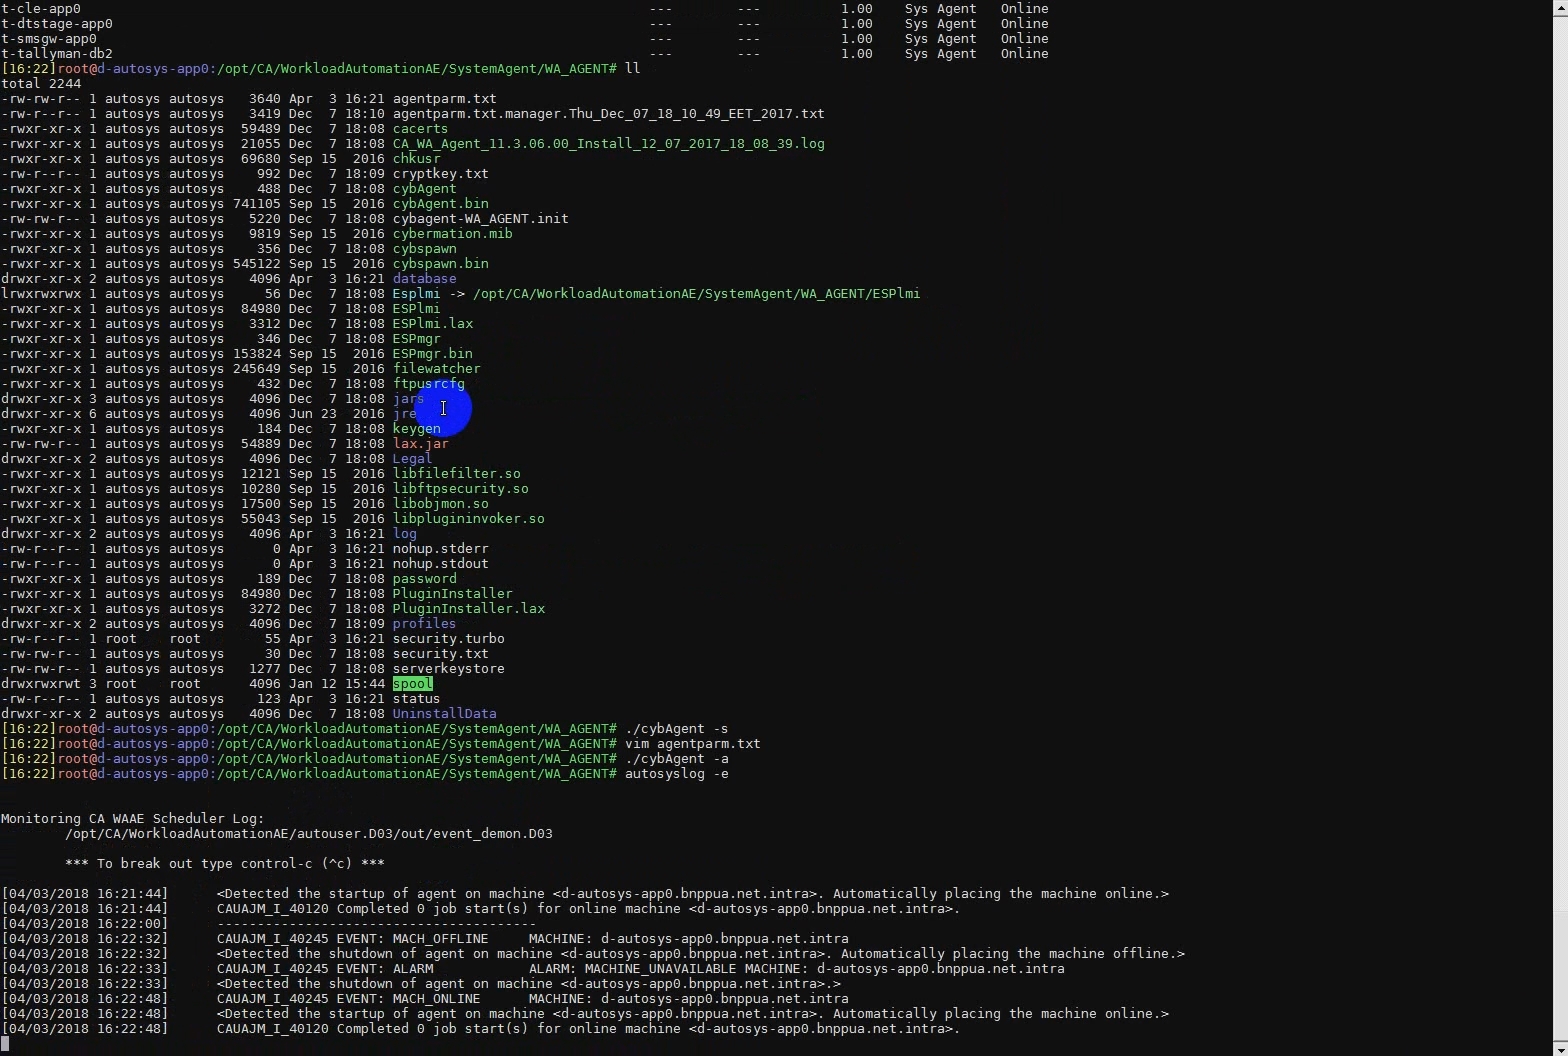 t-cle-app0 --- --- 1.00 Sys Agent Online
t-dtstage-app0 --- --- 1.00 Sys Agent Online
t-smsgw-app0 --- --- 1.00 Sys Agent Online
t-tallyman-db2 --- --- 1.00 Sys Agent Online
[16:22]root@d-autosys-app0:/opt/CA/WorkloadAutomationAE/SystemAgent/WA_AGENT# ll
total 2244
-rw-rw-r-- 1 autosys autosys 3640 Apr 3 16:21 agentparm.txt
-rw-r--r-- 1 autosys autosys 3419 Dec 7 18:10 agentparm.txt.manager.Thu_Dec_07_18_10_49_EET_2017.txt
-rwxr-xr-x 1 autosys autosys 59489 Dec 7 18:08 cacerts
-rwxr-xr-x 1 autosys autosys 21055 Dec 7 18:08 CA_WA_Agent_11.3.06.00_Install_12_07_2017_18_08_39.log
-rwxr-xr-x 1 autosys autosys 69680 Sep 15 2016 chkusr
-rw-r--r-- 1 autosys autosys 992 Dec 7 18:09 cryptkey.txt
-rwxr-xr-x 1 autosys autosys 488 Dec 7 18:08 cybAgent
-rwxr-xr-x 1 autosys autosys 741105 Sep 15 2016 cybAgent.bin
-rw-rw-r-- 1 autosys autosys 5220 Dec 7 18:08 cybagent-WA_AGENT.init
-rwxr-xr-x 1 autosys autosys 9819 Sep 15 2016 cybermation.mib
-rwxr-xr-x 1 autosys autosys 356 Dec 7 18:08 cybspawn
-rwxr-xr-x 1 autosys autosys 545122 Sep 15 2016 cybspawn.bin
drwxr-xr-x 2 autosys autosys 4096 Apr 3 16:21 database
lrwxrwxrwx 1 autosys autosys 56 Dec 7 18:08 Esplmi -> /opt/CA/WorkloadAutomationAE/SystemAgent/WA_AGENT/ESPlmi
-rwxr-xr-x 1 autosys autosys 84980 Dec 7 18:08 ESPlmi
-rwxr-xr-x 1 autosys autosys 3312 Dec 7 18:08 ESPlmi.lax
-rwxr-xr-x 1 autosys autosys 346 Dec 7 18:08 ESPmgr
-rwxr-xr-x 1 autosys autosys 153824 Sep 15 2016 ESPmgr.bin
-rwxr-xr-x 1 autosys autosys 245649 Sep 15 2016 filewatcher
-rwxr-xr-x 1 autosys autosys 432 Dec 7 18:08 ftpusrcfg
drwxr-xr-x 3 autosys autosys 4096 Dec 7 18:08 jars
drwxr-xr-x 6 autosys autosys 4096 Jun 23 2016 jre
-rwxr-xr-x 1 autosys autosys 184 Dec 7 18:08 keygen
-rw-rw-r-- 1 autosys autosys 54889 Dec 7 18:08 lax.jar
drwxr-xr-x 2 autosys autosys 4096 Dec 7 18:08 Legal
-rwxr-xr-x 1 autosys autosys 12121 Sep 15 2016 libfilefilter.so
-rwxr-xr-x 1 autosys autosys 10280 Sep 15 2016 libftpsecurity.so
-rwxr-xr-x 1 autosys autosys 17500 Sep 15 2016 libobjmon.so
-rwxr-xr-x 1 autosys autosys 55043 Sep 15 2016 libplugininvoker.so
drwxr-xr-x 2 autosys autosys 4096 Apr 3 16:21 log
-rw-r--r-- 1 autosys autosys 0 Apr 3 16:21 nohup.stderr
-rw-r--r-- 1 autosys autosys 0 Apr 3 16:21 nohup.stdout
-rwxr-xr-x 1 autosys autosys 189 Dec 7 18:08 password
-rwxr-xr-x 1 autosys autosys 84980 Dec 7 18:08 PluginInstaller
-rwxr-xr-x 1 autosys autosys 3272 Dec 7 18:08 PluginInstaller.lax
drwxr-xr-x 2 autosys autosys 4096 Dec 7 18:09 profiles
-rw-r--r-- 1 root root 55 Apr 3 16:21 security.turbo
-rw-rw-r-- 1 autosys autosys 30 Dec 7 18:08 security.txt
-rw-rw-r-- 1 autosys autosys 1277 Dec 7 18:08 serverkeystore
drwxrwxrwt 3 root root 4096 Jan 12 15:44 spool
-rw-r--r-- 1 autosys autosys 123 Apr 3 16:21 status
drwxr-xr-x 2 autosys autosys 4096 Dec 7 18:08 UninstallData
[16:22]root@d-autosys-app0:/opt/CA/WorkloadAutomationAE/SystemAgent/WA_AGENT# ./cybAgent -s
[16:22]root@d-autosys-app0:/opt/CA/WorkloadAutomationAE/SystemAgent/WA_AGENT# vim agentparm.txt
[16:22]root@d-autosys-app0:/opt/CA/WorkloadAutomationAE/SystemAgent/WA_AGENT# ./cybAgent -a
[16:22]root@d-autosys-app0:/opt/CA/WorkloadAutomationAE/SystemAgent/WA_AGENT# autosyslog -e
Monitoring CA WAAE Scheduler Log:
/opt/CA/WorkloadAutomationAE/autouser.D03/out/event_demon.D03
*** To break out type control-c (^c) ***
[04/03/2018 16:21:44] <Detected the startup of agent on machine <d-autosys-app0.bnppua.net.intra>. Automatically placing the machine online.>
[04/03/2018 16:21:44] CAUAJM_I_40120 Completed 0 job start(s) for online machine <d-autosys-app0.bnppua.net.intra>.
[04/03/2018 16:22:00] ----------------------------------------
[04/03/2018 16:22:32] CAUAJM_I_40245 EVENT: MACH_OFFLINE MACHINE: d-autosys-app0.bnppua.net.intra
[04/03/2018 16:22:32] <Detected the shutdown of agent on machine <d-autosys-app0.bnppua.net.intra>. Automatically placing the machine offline.>
[04/03/2018 16:22:33] CAUAJM_I_40245 EVENT: ALARM ALARM: MACHINE_UNAVAILABLE MACHINE: d-autosys-app0.bnppua.net.intra
[04/03/2018 16:22:33] <Detected the shutdown of agent on machine <d-autosys-app0.bnppua.net.intra>.>
[04/03/2018 16:22:48] CAUAJM_I_40245 EVENT: MACH_ONLINE MACHINE: d-autosys-app0.bnppua.net.intra
[04/03/2018 16:22:48] <Detected the startup of agent on machine <d-autosys-app0.bnppua.net.intra>. Automatically placing the machine online.>
[04/03/2018 16:22:48] CAUAJM_I_40120 Completed 0 job start(s) for online machine <d-autosys-app0.bnppua.net.intra>.